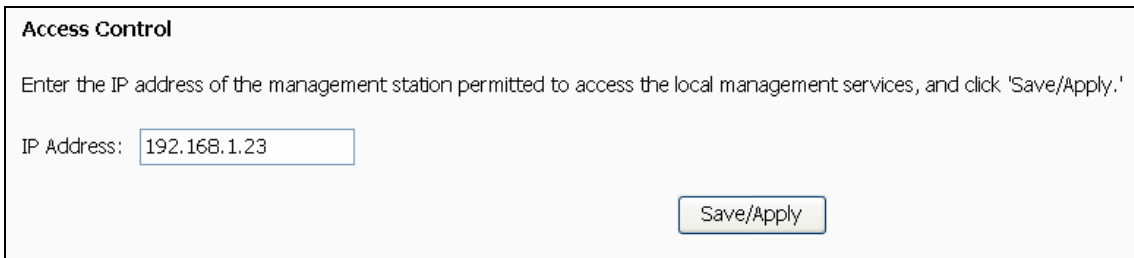 Access Control
Enter the IP address of the management station permitted to access the local management services, and click 'Save/Apply.'
IP Address: 192.168.1.23
Save/Apply